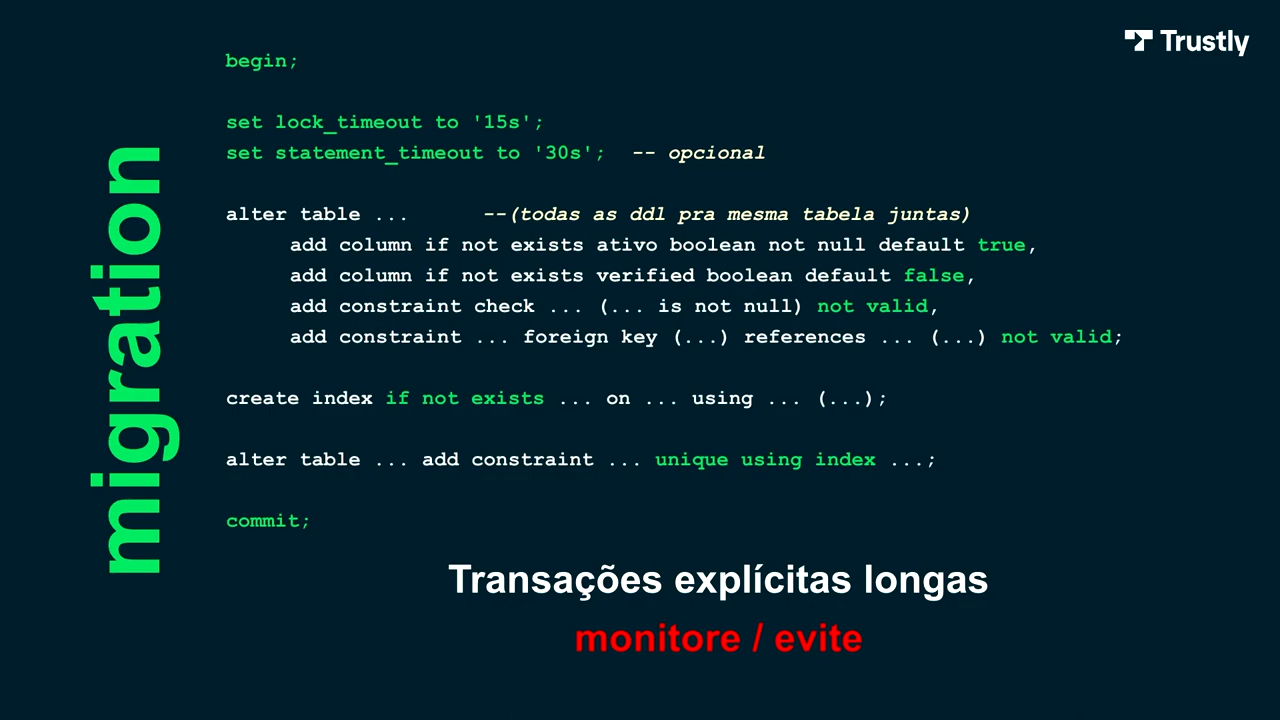 Trustly
migration
begin;
set lock_timeout to '15s';
set statement_timeout to '30s'; -- opcional
alter table ... --(todas as ddl pra mesma tabela juntas)
add column if not exists ativo boolean not null default true,
add column if not exists verified boolean default false,
add constraint check ... (... is not null) not valid,
add constraint ... foreign key (...) references ... (...) not valid;
create index if not exists ... on ... using ... (...);
alter table ... add constraint ... unique using index ...;
commit;
Transações explícitas longas
monitore / evite